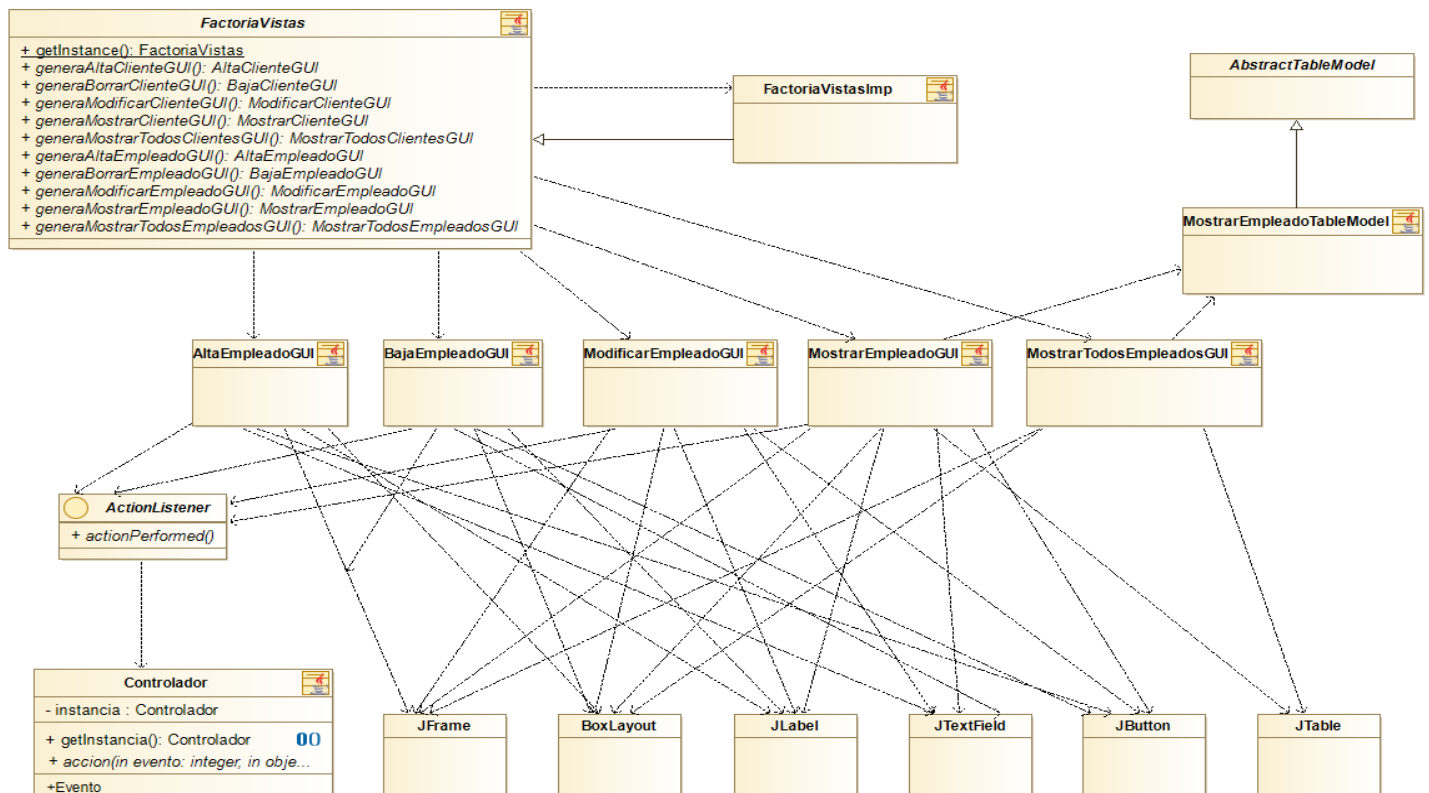 FactoriaVistas
+ getInstance(): FactoriaVistas
+ generaAltaClienteGUI(): AltaClienteGUI
+ generaBorrarClienteGUI(): BajaClienteGUI
+ generaModificarClienteGUI(): ModificarClienteGUI
+ generaMostrarClienteGUI(): MostrarClienteGUI
+ generaMostrarTodosClientesGUI(): MostrarTodosClientesGUI
+ generaAltaEmpleadoGUI(): AltaEmpleadoGUI
+ generaBorrarEmpleadoGUI(): BajaEmpleadoGUI
+ generaModificarEmpleadoGUI(): ModificarEmpleadoGUI
+ generaMostrarEmpleadoGUI(): MostrarEmpleadoGUI
+ generaMostrarTodosEmpleadosGUI(): MostrarTodosEmpleadosGUI
FactoriaVistasImp
AbstractTableModel
MostrarEmpleadoTableModel
AltaEmpleadoGUI
BajaEmpleadoGUI
ModificarEmpleadoGUI
MostrarEmpleadoGUI
MostrarTodosEmpleadosGUI
ActionListener
+ actionPerformed()
Controlador
- instancia : Controlador
+ getInstancia(): Controlador
+ accion(in evento: integer, in obje...
+Evento
JFrame
BoxLayout
JLabel
JTextField
JButton
JTable